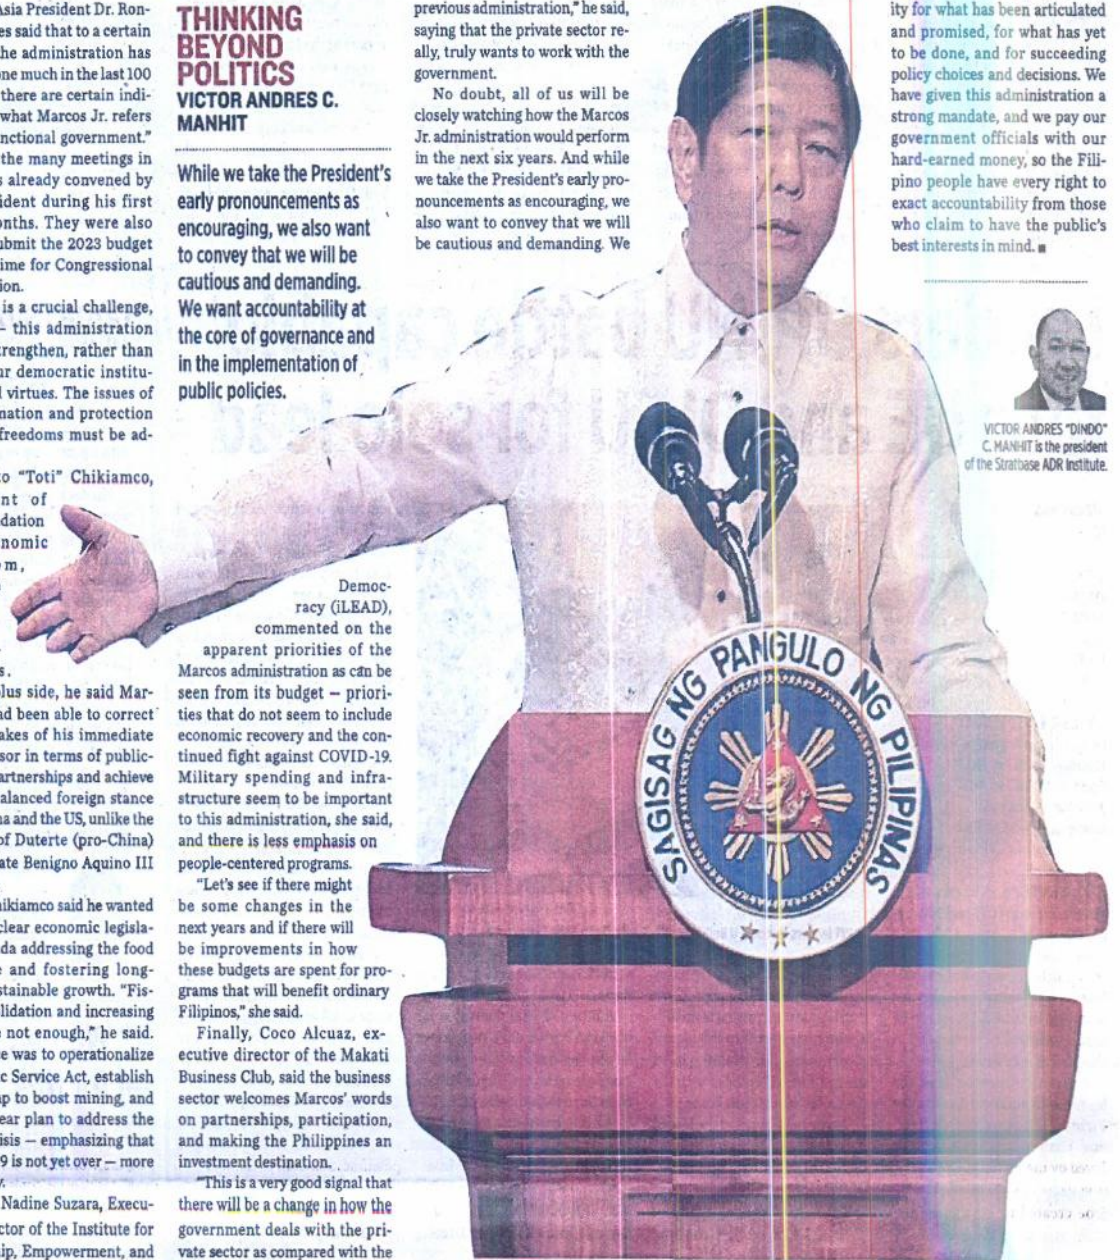 Asia President Dr. Ron-
es said that to a certain
he administration has
one much in the last 100
there are certain indi-
what Marcos Jr. refers
nctional government."
the many meetings in
s already convened by
ident during his first
onths. They were also
ubmit the 2023 budget
ime for Congressional
ion.
is a crucial challenge,
— this administration
trengthen, rather than
ur democratic institu-
l virtues. The issues of
nation and protection
freedoms must be ad-
to "Toti" Chikiamco,
nt of
dation
nomic
m,
s.
plus side, he said Mar-
ad been able to correct
akes of his immediate
sor in terms of public-
artnerships and achieve
alanced foreign stance
na and the US, unlike the
of Duterte (pro-China)
ate Benigno Aquino III
hikiamco said he wanted
clear economic legisla-
da addressing the food
e and fostering long-
stainable growth. "Fis-
lidation and increasing
e not enough," he said.
e was to operationalize
c Service Act, establish
ap to boost mining, and
ear plan to address the
isis — emphasizing that
9 is not yet over — more
y.
Nadine Suzara, Execu-
ctor of the Institute for
ip, Empowerment, and
THINKING
BEYOND
POLITICS
VICTOR ANDRES C.
MANHIT
While we take the President's
early pronouncements as
encouraging, we also want
to convey that we will be
cautious and demanding.
We want accountability at
the core of governance and
in the implementation of
public policies.
Democ-
racy (iLEAD),
commented on the
apparent priorities of the
Marcos administration as can be
seen from its budget — priori-
ties that do not seem to include
economic recovery and the con-
tinued fight against COVID-19.
Military spending and infra-
structure seem to be important
to this administration, she said,
and there is less emphasis on
people-centered programs.
"Let's see if there might
be some changes in the
next years and if there will
be improvements in how
these budgets are spent for pro-
grams that will benefit ordinary
Filipinos," she said.
Finally, Coco Alcuaz, ex-
ecutive director of the Makati
Business Club, said the business
sector welcomes Marcos' words
on partnerships, participation,
and making the Philippines an
investment destination.
"This is a very good signal that
there will be a change in how the
government deals with the pri-
vate sector as compared with the
previous administration," he said,
saying that the private sector re-
ally, truly wants to work with the
government.
No doubt, all of us will be
closely watching how the Marcos
Jr. administration would perform
in the next six years. And while
we take the President's early pro-
nouncements as encouraging, we
also want to convey that we will
be cautious and demanding. We
SAGISAG NG PANGULO NG PILIPINAS
ity for what has been articulated
and promised, for what has yet
to be done, and for succeeding
policy choices and decisions. We
have given this administration a
strong mandate, and we pay our
government officials with our
hard-earned money, so the Fili-
pino people have every right to
exact accountability from those
who claim to have the public's
best interests in mind. ■
VICTOR ANDRES "DINDO"
C. MANHIT is the president
of the Stratbase ADR Institute.